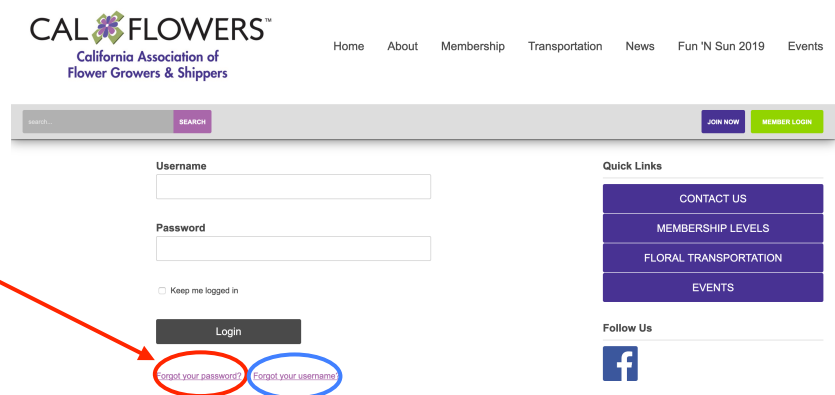 CAL FLOWERS™
California Association of
Flower Growers & Shippers
Home About Membership Transportation News Fun 'N Sun 2019 Events
search... SEARCH JOIN NOW MEMBER LOGIN
Username
Password
Keep me logged in
Login
Forgot your password? Forgot your username?
Quick Links
CONTACT US
MEMBERSHIP LEVELS
FLORAL TRANSPORTATION
EVENTS
Follow Us
f